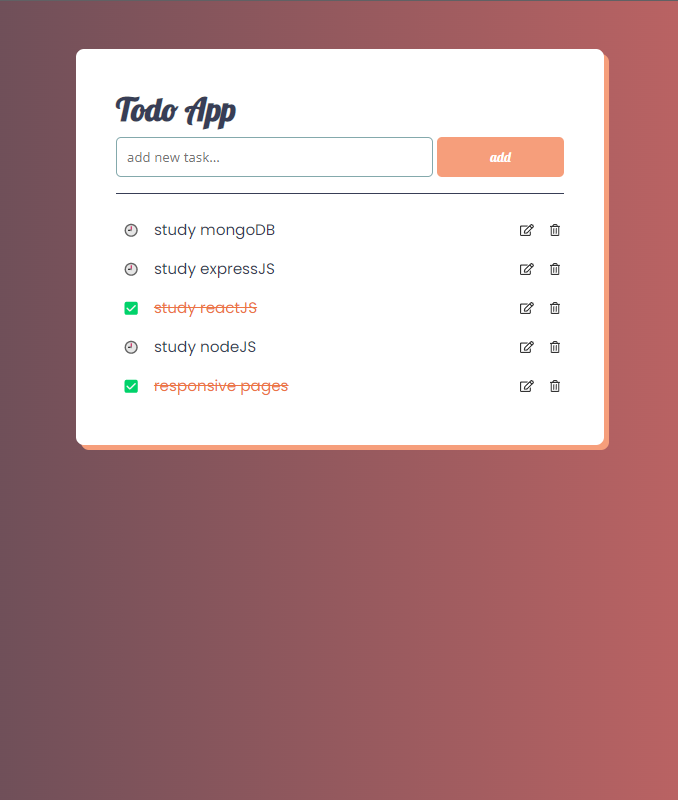 Todo App
add new task...
add
study mongoDB
study expressJS
study reactJS
study nodeJS
responsive pages